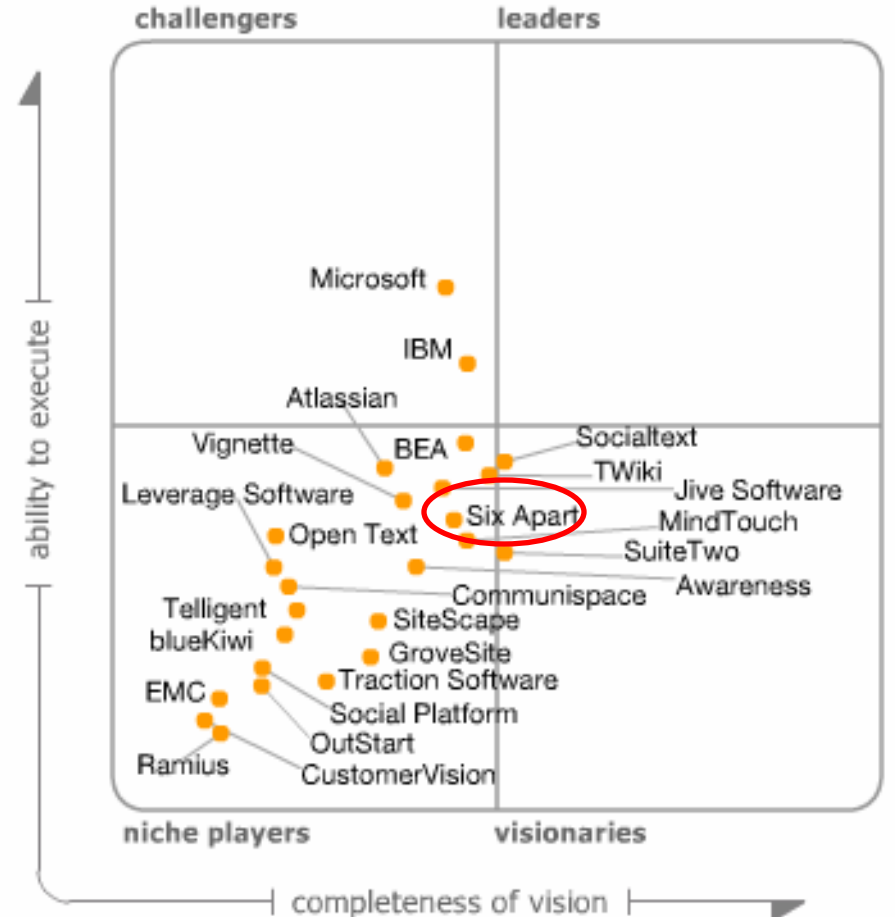 challengers
leaders
Microsoft
IBM
Atlassian
Vignette
BEA
Socialtext
TWiki
Leverage Software
Jive Software
Six Apart
MindTouch
Open Text
SuiteTwo
Awareness
Communispace
Telligent
SiteScape
blueKiwi
GroveSite
Traction Software
EMC
Social Platform
OutStart
Ramius
CustomerVision
niche players
visionaries
ability to execute
completeness of vision